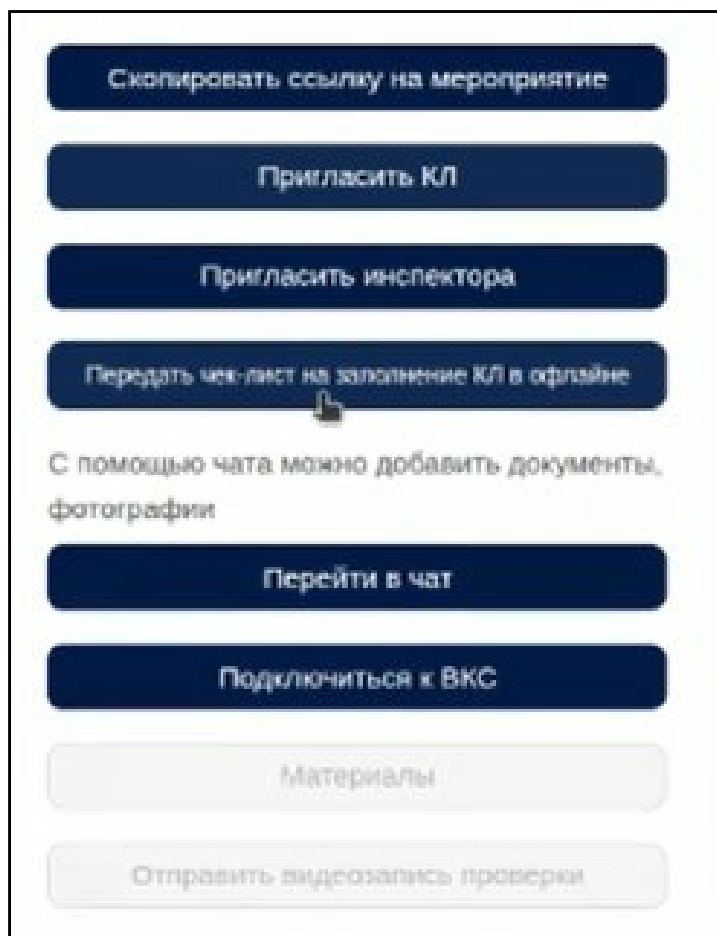 Скопировать ссылку на мероприятие
Пригласить КЛ
Пригласить инспектора
Передать чек-лист на заполнение КЛ в офлайне
С помощью чата можно добавить документы,
фотографии
Перейти в чат
Подключиться к ВКС
Материалы
Отправить видеозапись проверки